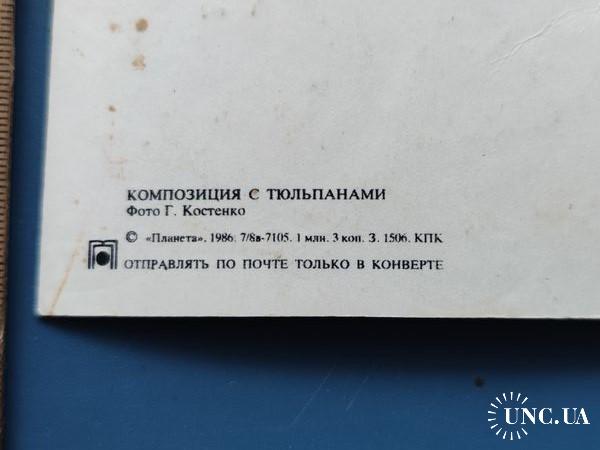 КОМПОЗИЦИЯ С ТЮЛЬПАНАМИ
Фото Г. Костенко
© «Планета», 1986. 7/8в-7105. 1 млн. 3 коп. З. 1506. КПК
ОТПРАВЛЯТЬ ПО ПОЧТЕ ТОЛЬКО В КОНВЕРТЕ
UNC.UA